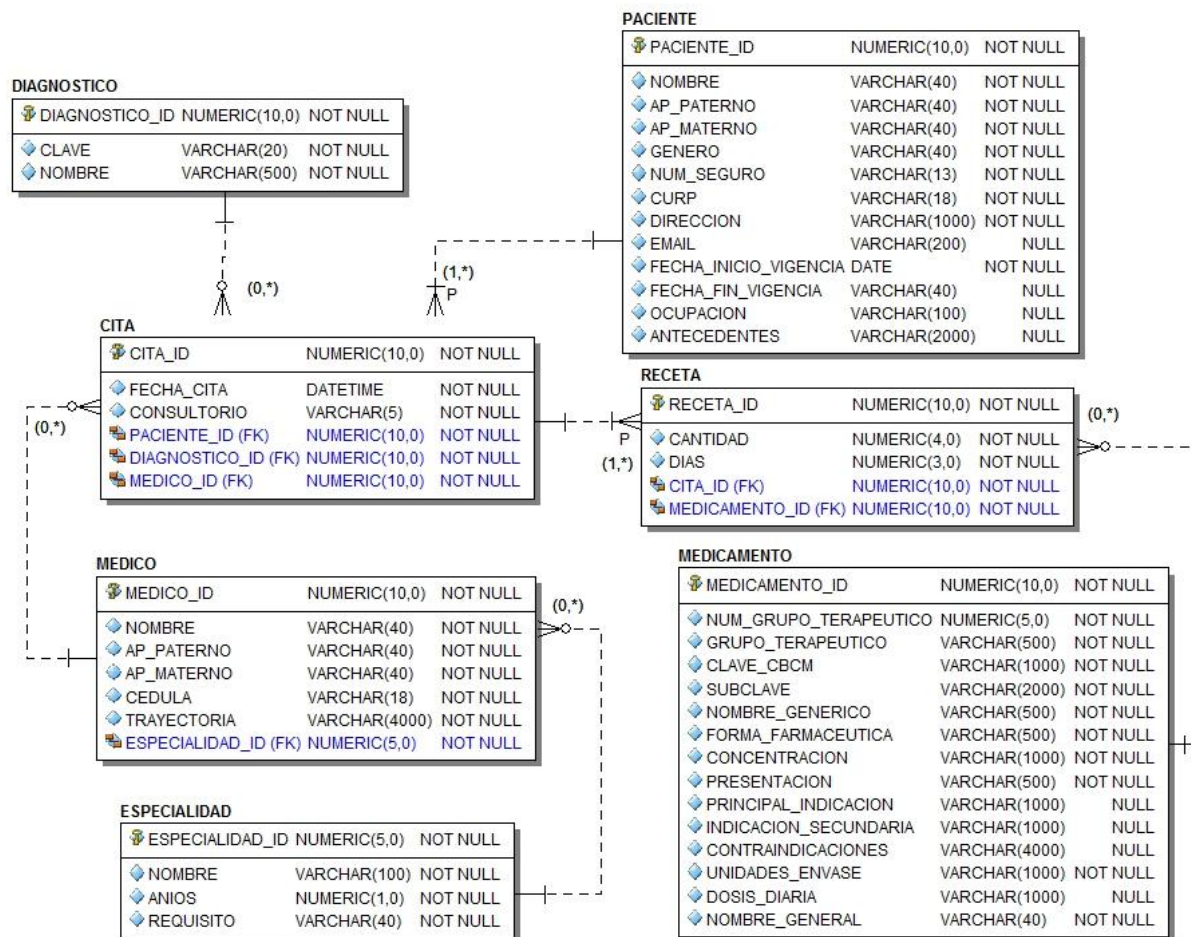 PACIENTE
PACIENTE_ID NUMERIC(10,0) NOT NULL
NOMBRE VARCHAR(40) NOT NULL
AP_PATERNO VARCHAR(40) NOT NULL
AP_MATERNO VARCHAR(40) NOT NULL
GENERO VARCHAR(40) NOT NULL
NUM_SEGURO VARCHAR(13) NOT NULL
CURP VARCHAR(18) NOT NULL
DIRECCION VARCHAR(1000) NOT NULL
EMAIL VARCHAR(200) NULL
FECHA_INICIO_VIGENCIA DATE NOT NULL
FECHA_FIN_VIGENCIA VARCHAR(40) NULL
OCUPACION VARCHAR(100) NULL
ANTECEDENTES VARCHAR(2000) NULL
DIAGNOSTICO
DIAGNOSTICO_ID NUMERIC(10,0) NOT NULL
CLAVE VARCHAR(20) NOT NULL
NOMBRE VARCHAR(500) NOT NULL
(0,*)
(1,*)
P
CITA
CITA_ID NUMERIC(10,0) NOT NULL
FECHA_CITA DATETIME NOT NULL
CONSULTORIO VARCHAR(5) NOT NULL
PACIENTE_ID (FK) NUMERIC(10,0) NOT NULL
DIAGNOSTICO_ID (FK) NUMERIC(10,0) NOT NULL
MEDICO_ID (FK) NUMERIC(10,0) NOT NULL
(0,*)
P
(1,*)
RECETA
RECETA_ID NUMERIC(10,0) NOT NULL
CANTIDAD NUMERIC(4,0) NOT NULL
DIAS NUMERIC(3,0) NOT NULL
CITA_ID (FK) NUMERIC(10,0) NOT NULL
MEDICAMENTO_ID (FK) NUMERIC(10,0) NOT NULL
(0,*)
MEDICO
MEDICO_ID NUMERIC(10,0) NOT NULL
NOMBRE VARCHAR(40) NOT NULL
AP_PATERNO VARCHAR(40) NOT NULL
AP_MATERNO VARCHAR(40) NOT NULL
CEDULA VARCHAR(18) NOT NULL
TRAYECTORIA VARCHAR(4000) NOT NULL
ESPECIALIDAD_ID (FK) NUMERIC(5,0) NOT NULL
(0,*)
MEDICAMENTO
MEDICAMENTO_ID NUMERIC(10,0) NOT NULL
NUM_GRUPO_TERAPEUTICO NUMERIC(5,0) NOT NULL
GRUPO_TERAPEUTICO VARCHAR(500) NOT NULL
CLAVE_CBCM VARCHAR(1000) NOT NULL
SUBCLAVE VARCHAR(2000) NOT NULL
NOMBRE_GENERICO VARCHAR(500) NOT NULL
FORMA_FARMACEUTICA VARCHAR(500) NOT NULL
CONCENTRACION VARCHAR(1000) NOT NULL
PRESENTACION VARCHAR(500) NOT NULL
PRINCIPAL_INDICACION VARCHAR(1000) NULL
INDICACION_SECUNDARIA VARCHAR(1000) NULL
CONTRAINDICACIONES VARCHAR(4000) NULL
UNIDADES_ENVASE VARCHAR(1000) NOT NULL
DOSIS_DIARIA VARCHAR(1000) NULL
NOMBRE_GENERAL VARCHAR(40) NOT NULL
ESPECIALIDAD
ESPECIALIDAD_ID NUMERIC(5,0) NOT NULL
NOMBRE VARCHAR(100) NOT NULL
ANIOS NUMERIC(1,0) NOT NULL
REQUISITO VARCHAR(40) NOT NULL